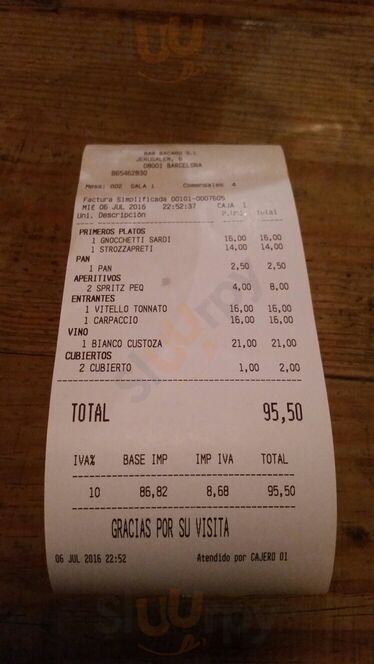 BAR BACARO S.L
JERUSALEN, 6
08001 BARCELONA
B65462830
Mesa: 002 SALA 1 Comensales 4
Factura Simplificada 00101-0007605
MIE 06 JUL 2016 22:52:37 CAJA 1
Uni. Descripción P.Uni Total
PRIMEROS PLATOS
1 GNOCCHETTI SARDI 16,00 16,00
1 STROZZAPRETI 14,00 14,00
PAN
1 PAN 2,50 2,50
APERITIVOS
2 SPRITZ PEQ 4,00 8,00
ENTRANTES
1 VITELLO TONNATO 16,00 16,00
1 CARPACCIO 16,00 16,00
VINO
1 BIANCO CUSTOZA 21,00 21,00
CUBIERTOS
2 CUBIERTO 1,00 2,00
TOTAL 95,50
IVA% BASE IMP IMP IVA TOTAL
10 86,82 8,68 95,50
GRACIAS POR SU VISITA
06 JUL 2016 22:52 Atendido por CAJERO 01
sluurpy